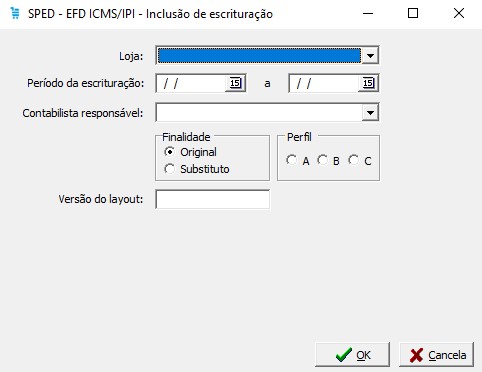 SPED - EFD ICMS/IPI - Inclusão de escrituração
Loja:
Período da escrituração: / / 15 a / / 15
Contabilista responsável:
Finalidade
Original
Substituto
Perfil
A B C
Versão do layout:
OK Cancela